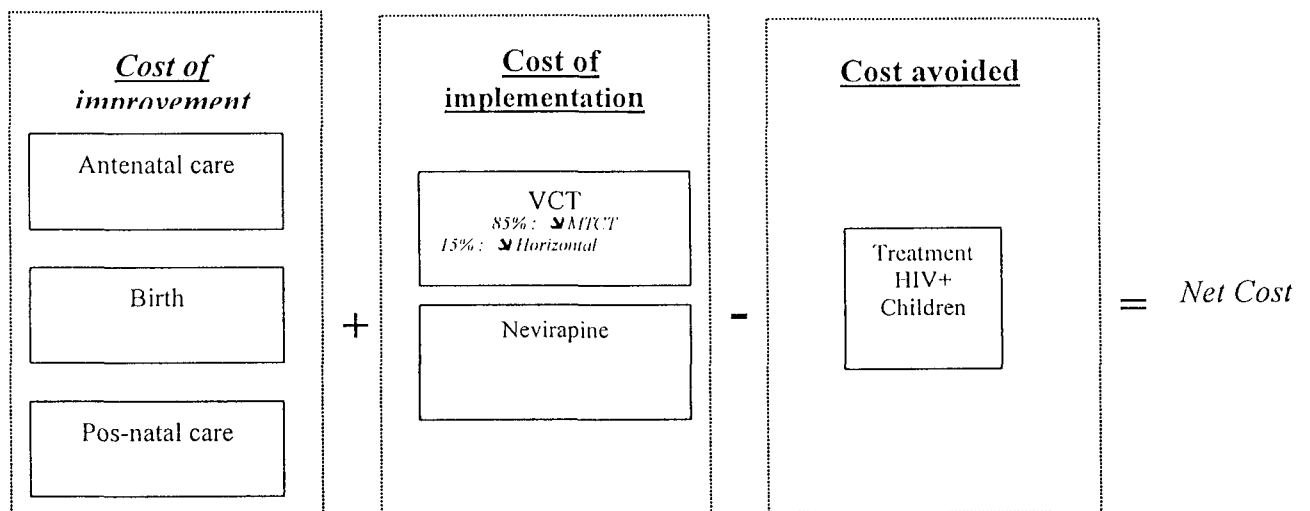 Cost of
improvement
Antenatal care
Birth
Pos-natal care
+
Cost of
implementation
VCT
85% : ↘ MTCT
15% : ↘ Horizontal
Nevirapine
-
Cost avoided
Treatment
HIV+
Children
=
Net Cost